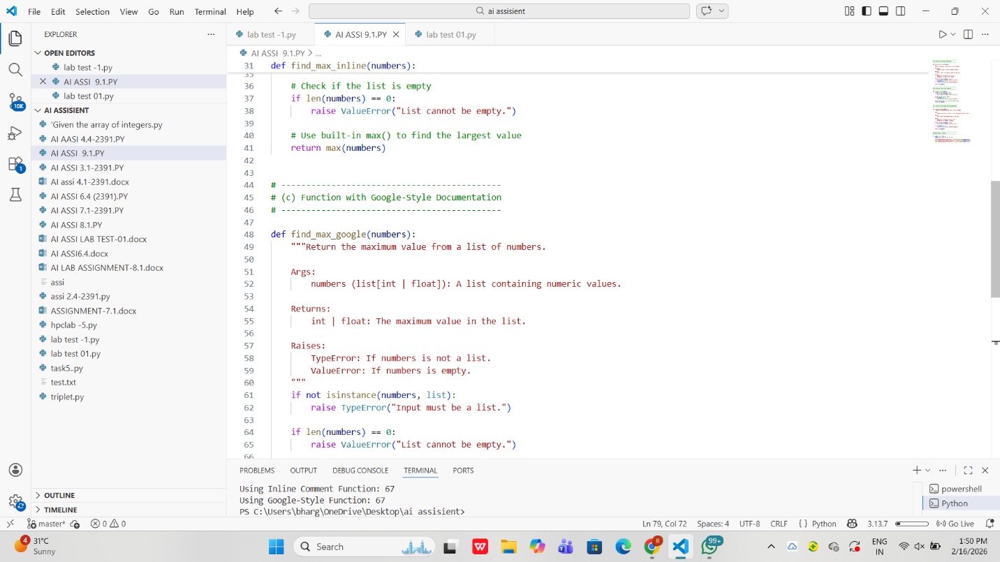 File Edit Selection View Go Run Terminal Help
ai assisient
EXPLORER
OPEN EDITORS
lab test -1.py
AI ASSI 9.1.PY
lab test 01.py
AI ASSISIENT
'Given the array of integers.py
AI AASI 4.4-2391.PY
AI ASSI 9.1.PY
AI ASSI 3.1-2391.PY
AI assi 4.1-2391.docx
AI ASSI 6.4 (2391).PY
AI ASSI 7.1-2391.PY
AI ASSI 8.1.PY
AI ASSI LAB TEST-01.docx
AI ASSI6.4.docx
AI LAB ASSIGNMENT-8.1.docx
assi
assi 2.4-2391.py
ASSIGNMENT-7.1.docx
hpclab -5.py
lab test -1.py
lab test 01.py
task5..py
test.txt
triplet.py
OUTLINE
TIMELINE
10K
1
lab test -1.py AI ASSI 9.1.PY lab test 01.py
AI ASSI 9.1.PY > ...
31 def find_max_inline(numbers):
35
36 # Check if the list is empty
37 if len(numbers) == 0:
38 raise ValueError("List cannot be empty.")
39
40 # Use built-in max() to find the largest value
41 return max(numbers)
42
43
44 # --------------------------------------------
45 # (c) Function with Google-Style Documentation
46 # --------------------------------------------
47
48 def find_max_google(numbers):
49 """Return the maximum value from a list of numbers.
50
51 Args:
52 numbers (list[int | float]): A list containing numeric values.
53
54 Returns:
55 int | float: The maximum value in the list.
56
57 Raises:
58 TypeError: If numbers is not a list.
59 ValueError: If numbers is empty.
60 """
61 if not isinstance(numbers, list):
62 raise TypeError("Input must be a list.")
63
64 if len(numbers) == 0:
65 raise ValueError("List cannot be empty.")
66
PROBLEMS OUTPUT DEBUG CONSOLE TERMINAL PORTS
Using Inline Comment Function: 67
Using Google-Style Function: 67
PS C:\Users\bharg\OneDrive\Desktop\ai assisient>
powershell
Python
master* 0 0 Ln 79, Col 72 Spaces: 4 UTF-8 CRLF { } Python 3.13.7 Go Live
4
31°C
Sunny
Search
B
99+
ENG
IN
1:50 PM
2/16/2026